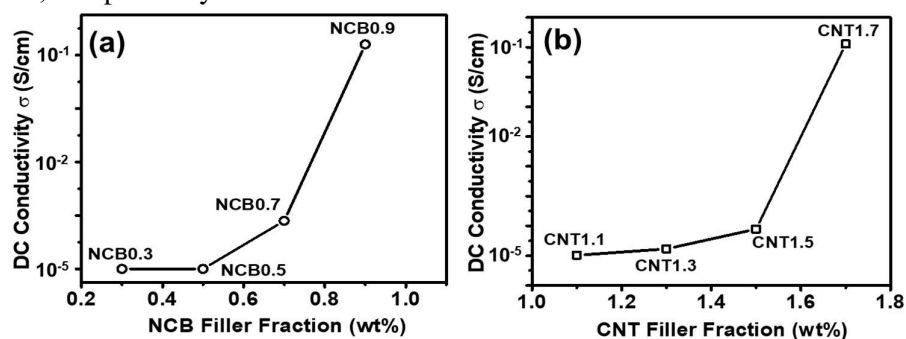 (a)
NCB0.9
NCB0.7
NCB0.3
NCB0.5
10⁻¹
10⁻²
10⁻⁵
DC Conductivity σ (S/cm)
0.2 0.4 0.6 0.8 1.0
NCB Filler Fraction (wt%)
(b)
CNT1.7
CNT1.1
CNT1.3
CNT1.5
10⁻¹
10⁻²
10⁻⁵
DC Conductivity σ (S/cm)
1.0 1.2 1.4 1.6 1.8
CNT Filler Fraction (wt%)